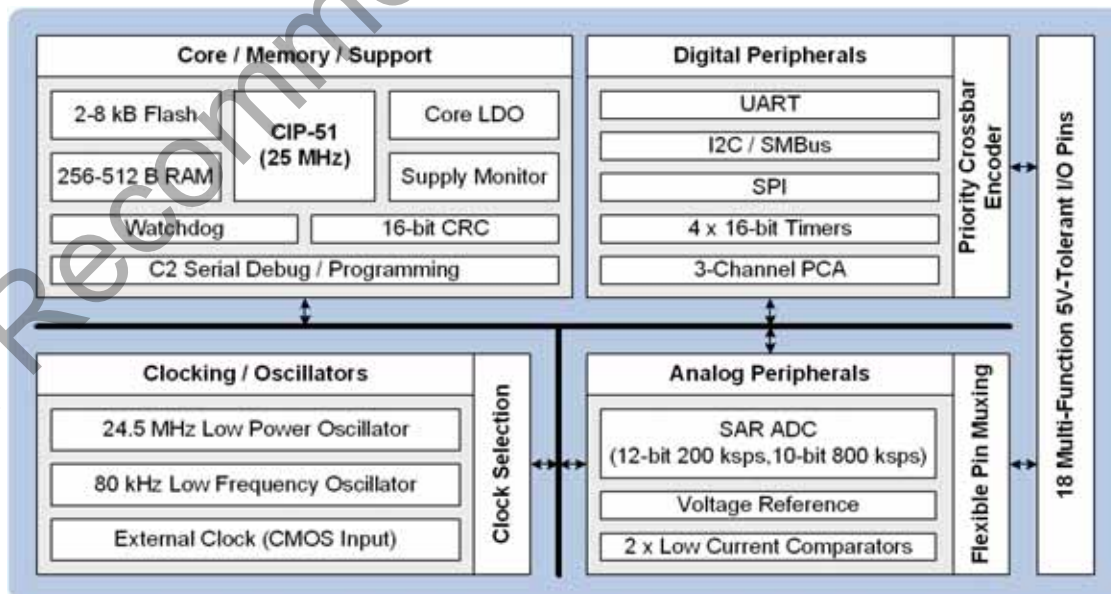 Core / Memory / Support
2-8 kB Flash
CIP-51
(25 MHz)
Core LDO
256-512 B RAM
Supply Monitor
Watchdog
16-bit CRC
C2 Serial Debug / Programming
Digital Peripherals
UART
I2C / SMBus
SPI
4 x 16-bit Timers
3-Channel PCA
Priority Crossbar
Encoder
Clocking / Oscillators
24.5 MHz Low Power Oscillator
80 kHz Low Frequency Oscillator
External Clock (CMOS Input)
Clock Selection
Analog Peripherals
SAR ADC
(12-bit 200 ksps,10-bit 800 ksps)
Voltage Reference
2 x Low Current Comparators
Flexible Pin Muxing
18 Multi-Function 5V-Tolerant I/O Pins